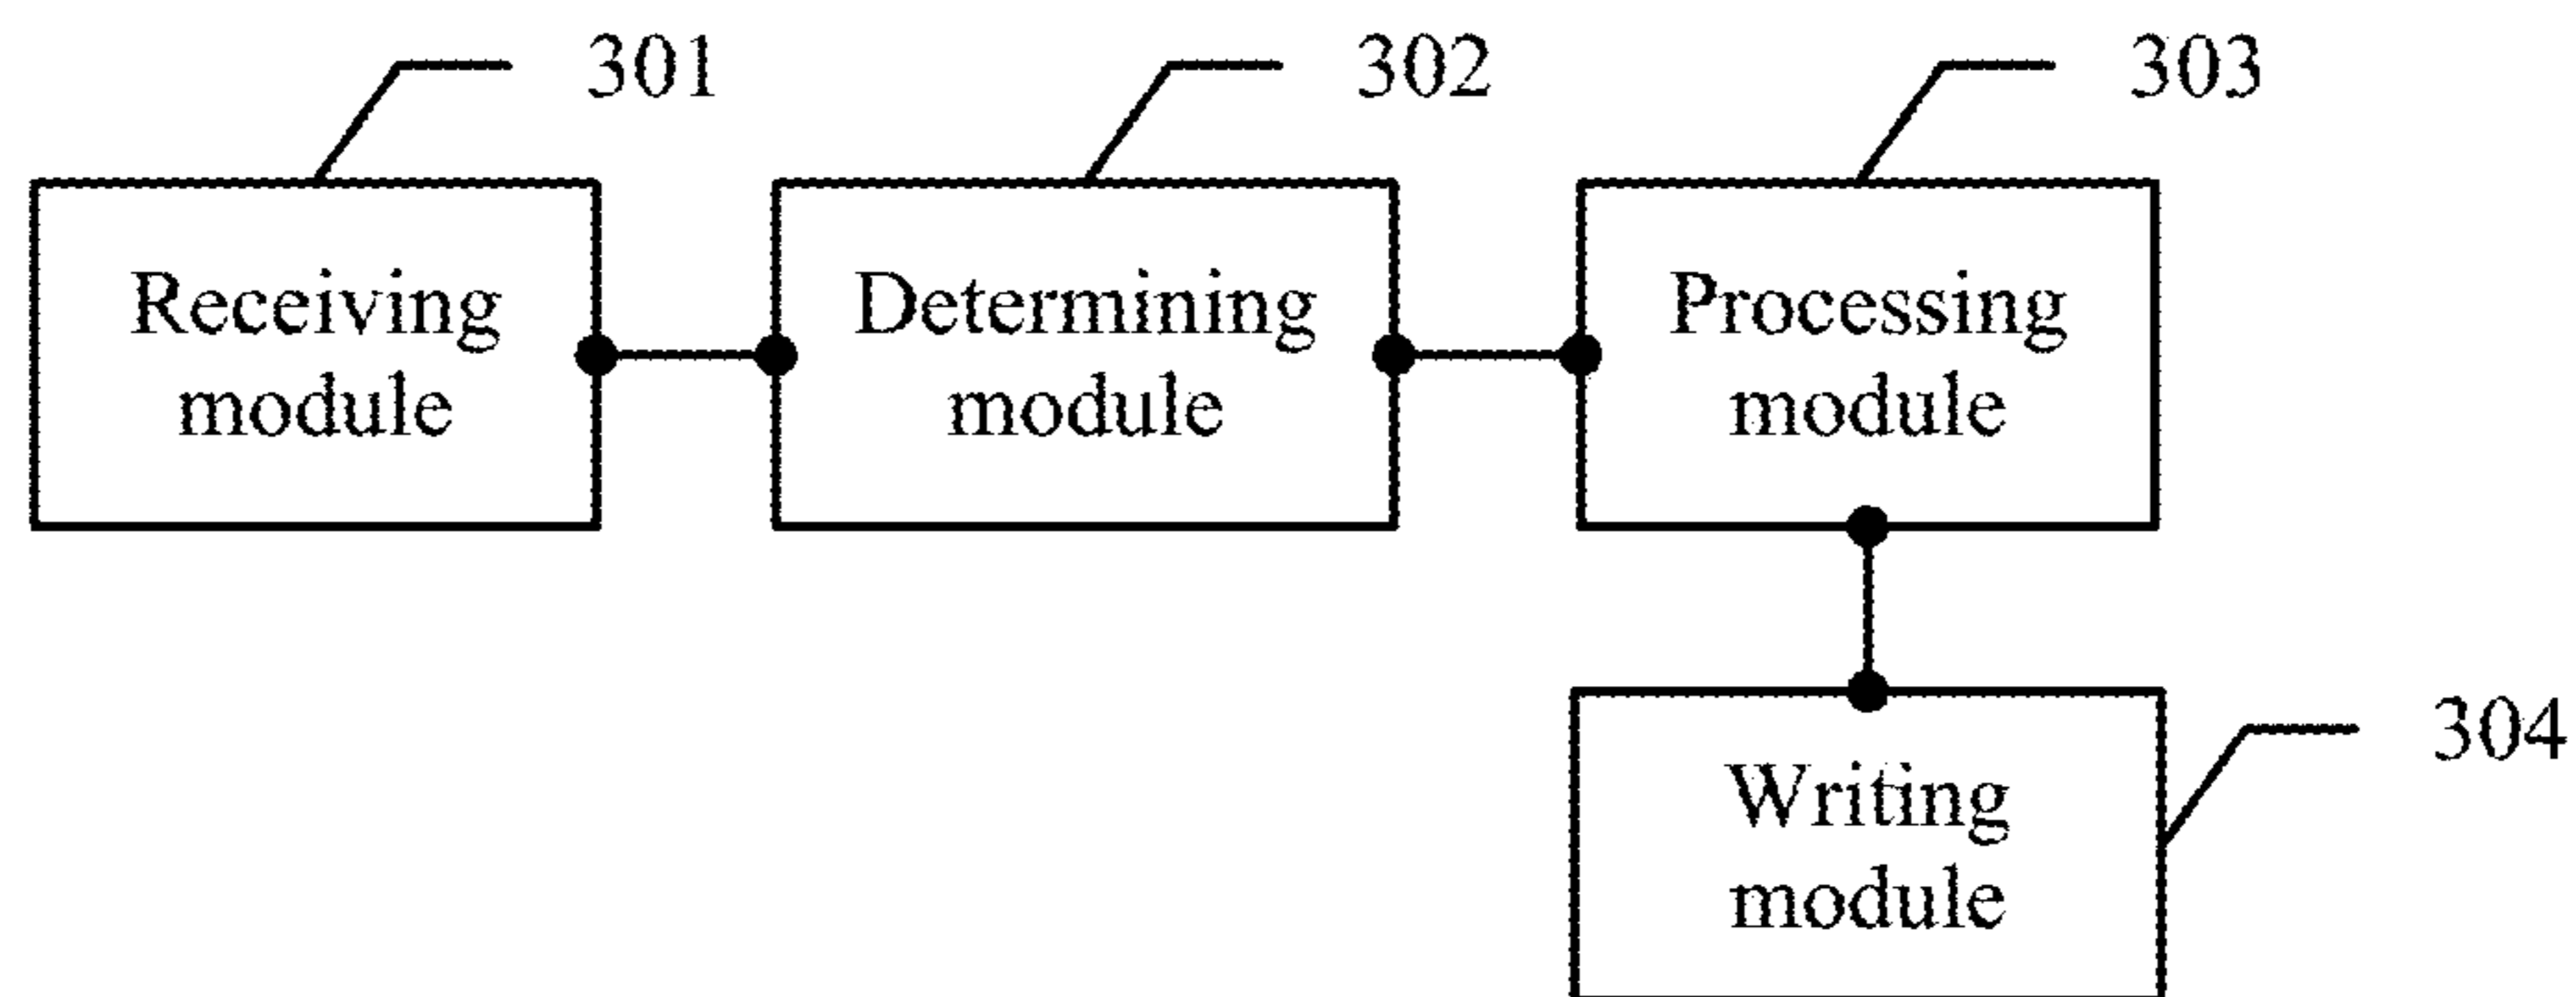 301
302
303
Receiving
module
Determining
module
Processing
module
304
Writing
module